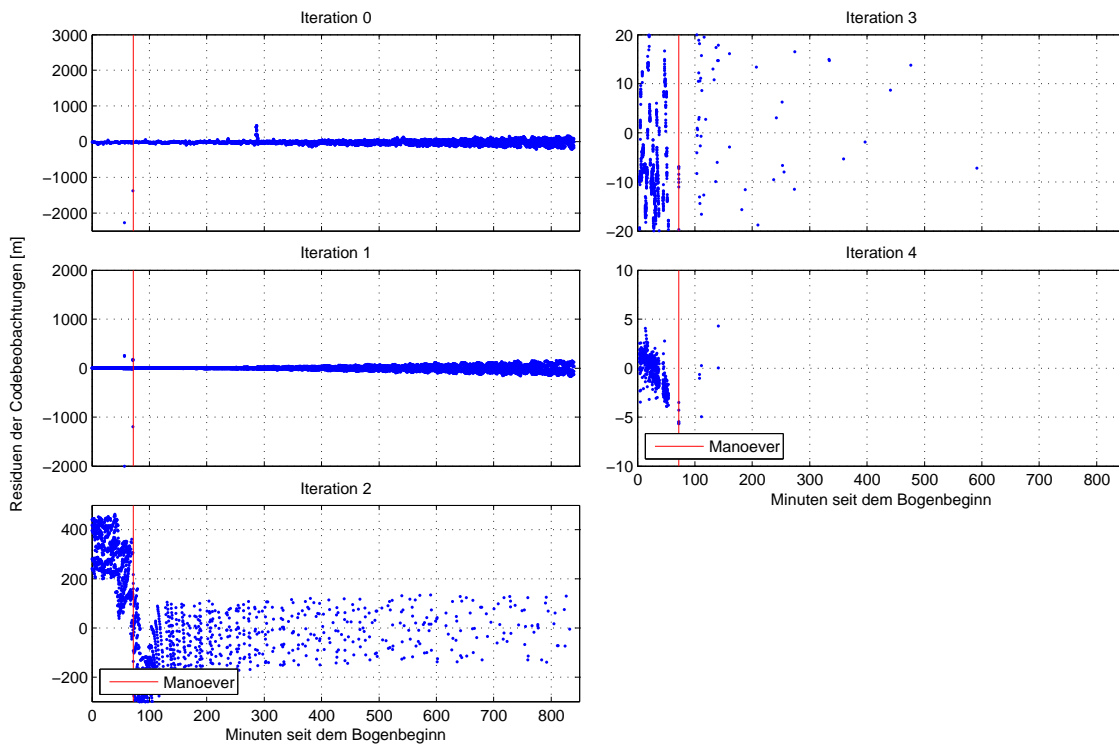 Iteration 0
3000
2000
1000
0
−1000
−2000
Iteration 1
2000
1000
0
−1000
−2000
Residuen der Codebeobachtungen [m]
Iteration 2
400
200
0
−200
Manoever
0 100 200 300 400 500 600 700 800
Minuten seit dem Bogenbeginn
Iteration 3
20
10
0
−10
−20
Iteration 4
10
5
0
−5
−10
Manoever
0 100 200 300 400 500 600 700 800
Minuten seit dem Bogenbeginn